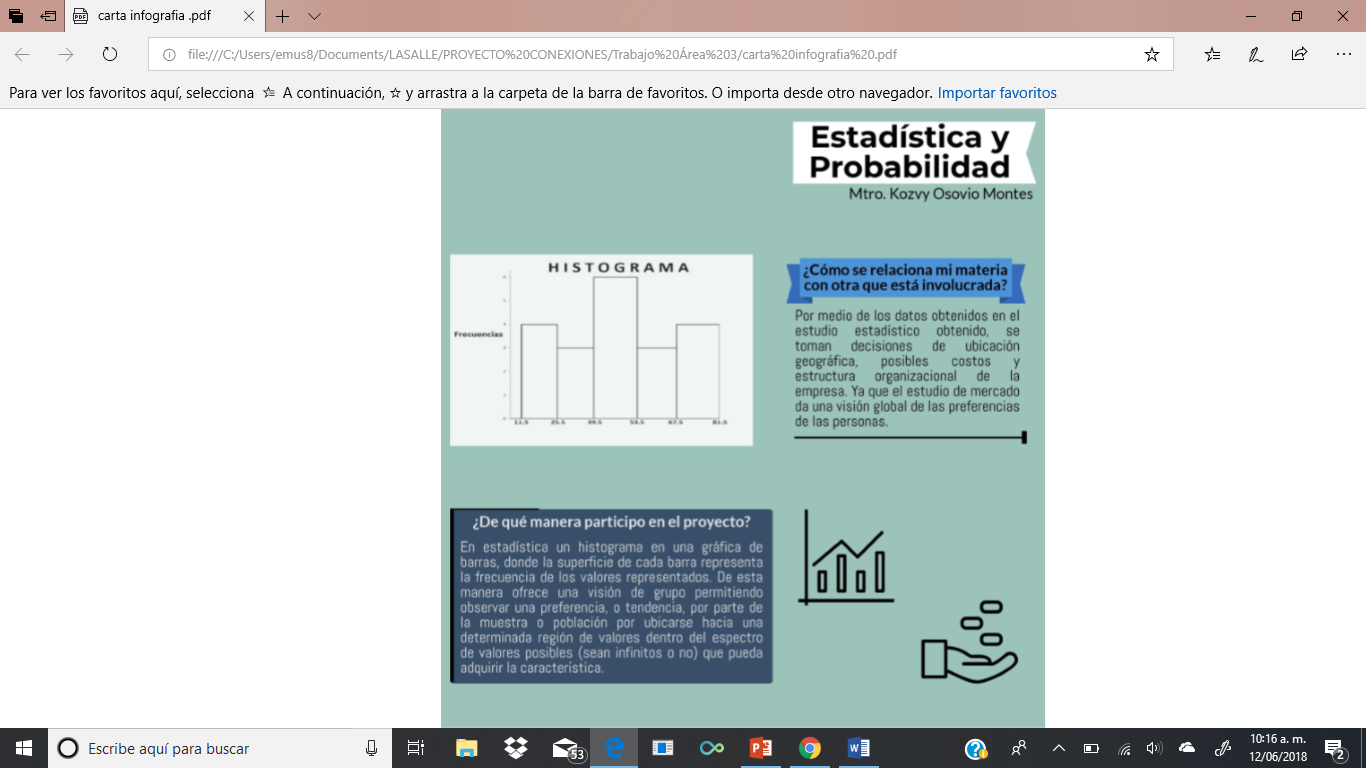 carta infografia .pdf
file:///C:/Users/emus8/Documents/LASALLE/PROYECTO%20CONEXIONES/Trabajo%20Área%203/carta%20infografia%20.pdf
Para ver los favoritos aquí, selecciona A continuación, y arrastra a la carpeta de la barra de favoritos. O importa desde otro navegador. Importar favoritos
Estadística y
Probabilidad
Mtro. Kozvy Osovio Montes
HISTOGRAMA
Frecuencias
11.5 25.5 39.5 53.5 67.5 81.5
¿Cómo se relaciona mi materia
con otra que está involucrada?
Por medio de los datos obtenidos en el
estudio estadístico obtenido, se
toman decisiones de ubicación
geográfica, posibles costos y
estructura organizacional de la
empresa. Ya que el estudio de mercado
da una visión global de las preferencias
de las personas.
¿De qué manera participo en el proyecto?
En estadística un histograma en una gráfica de
barras, donde la superficie de cada barra representa
la frecuencia de los valores representados. De esta
manera ofrece una visión de grupo permitiendo
observar una preferencia, o tendencia, por parte de
la muestra o población por ubicarse hacia una
determinada región de valores dentro del espectro
de valores posibles (sean infinitos o no) que pueda
adquirir la característica.
Escribe aquí para buscar
53
10:16 a. m.
12/06/2018
2